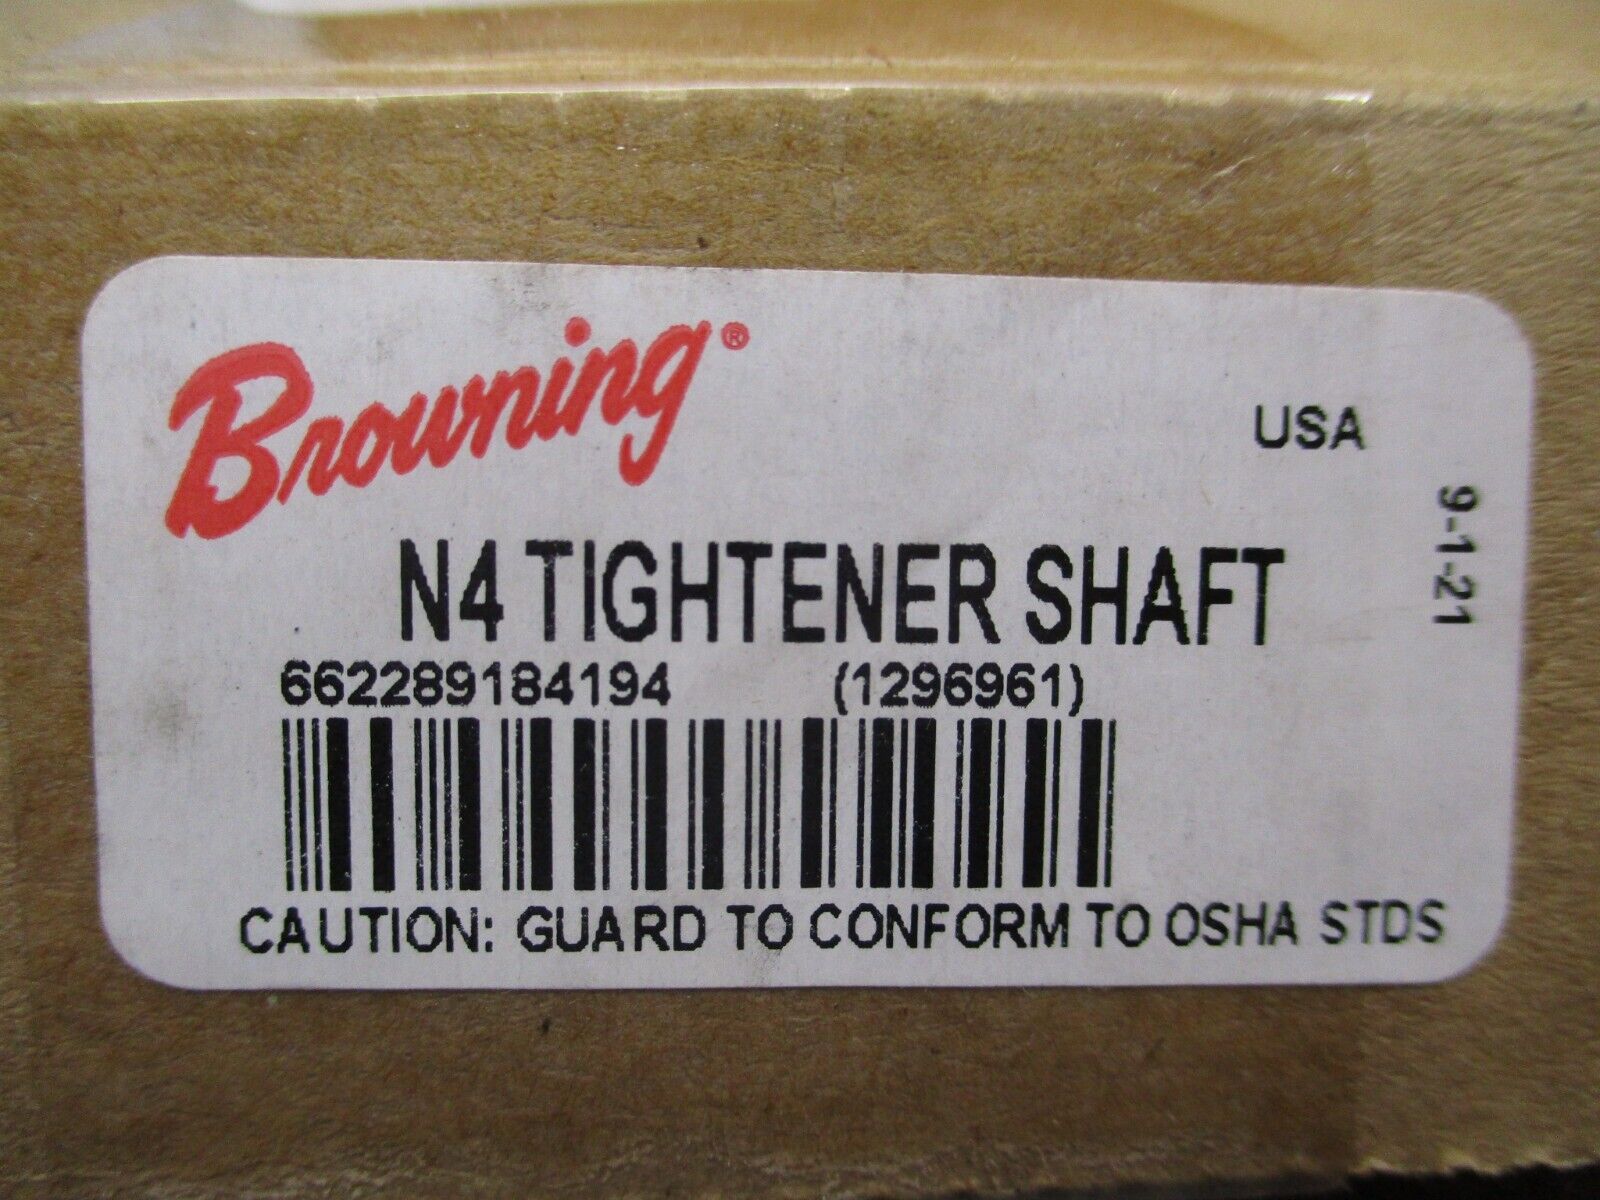 Browning®
USA
9-1-21
N4 TIGHTENER SHAFT
662289184194 (1296961)
CAUTION: GUARD TO CONFORM TO OSHA STDS